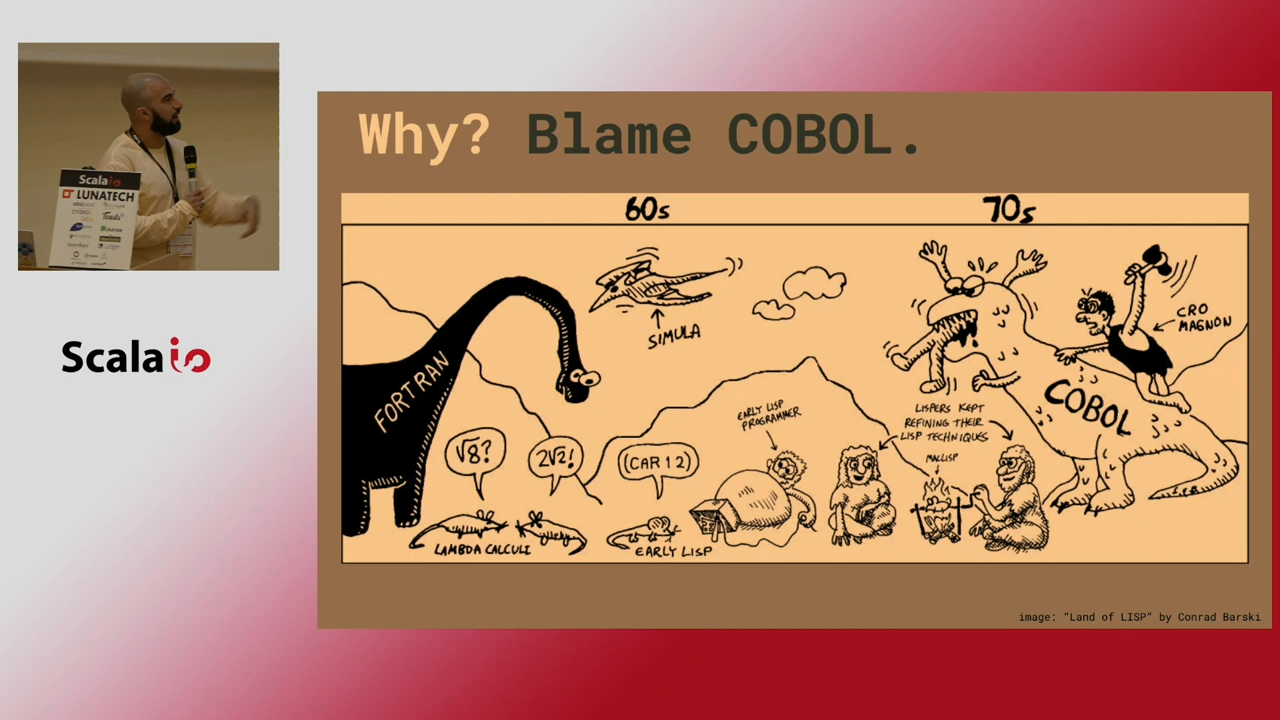 Why? Blame COBOL.
60s
70s
SIMULA
CRO
MAGNON
FORTRAN
COBOL
EARLY LISP
PROGRAMMER
LISPERS KEPT
REFINING THEIR
LISP TECHNIQUES
MACLISP
√8?
2√2!
(CAR 1 2)
LAMBDA CALCULI
EARLY LISP
image: "Land of LISP" by Conrad Barski
Scalaio
LUNATECH
Scalaio